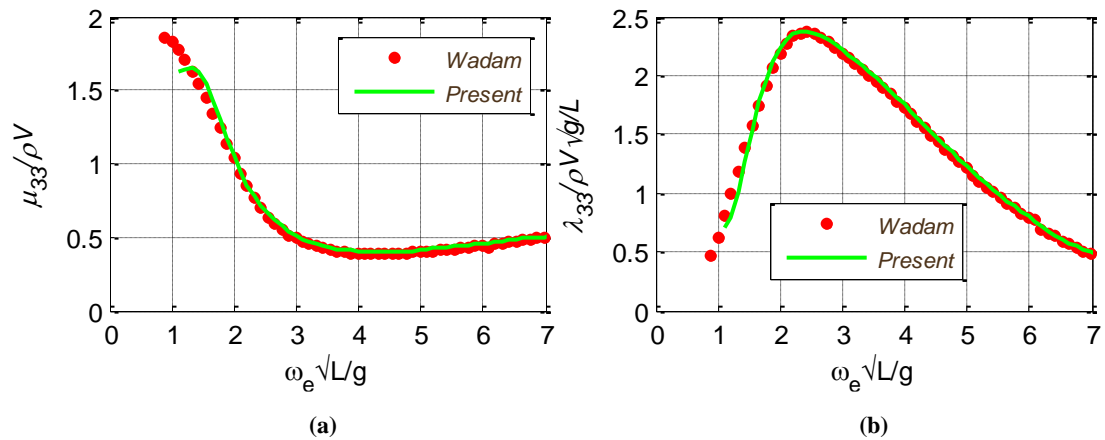 2
1.5
1
0.5
0
0 1 2 3 4 5 6 7
μ33/ρV
ωe√L/g
Wadam
Present
(a)
2.5
2
1.5
1
0.5
0
0 1 2 3 4 5 6 7
λ33/ρV√g/L
ωe√L/g
Wadam
Present
(b)